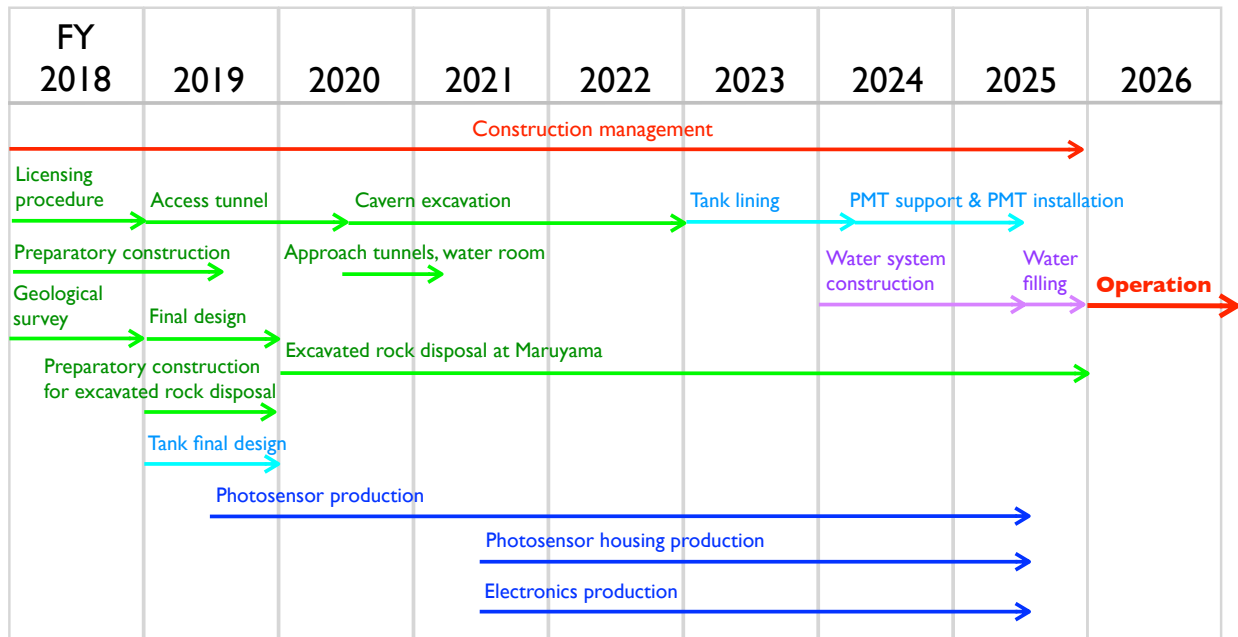 FY
2018 2019 2020 2021 2022 2023 2024 2025 2026
Construction management
Licensing
procedure
Access tunnel
Cavern excavation
Tank lining
PMT support & PMT installation
Preparatory construction
Approach tunnels, water room
Water system
construction
Water
filling
Operation
Geological
survey
Final design
Excavated rock disposal at Maruyama
Preparatory construction
for excavated rock disposal
Tank final design
Photosensor production
Photosensor housing production
Electronics production